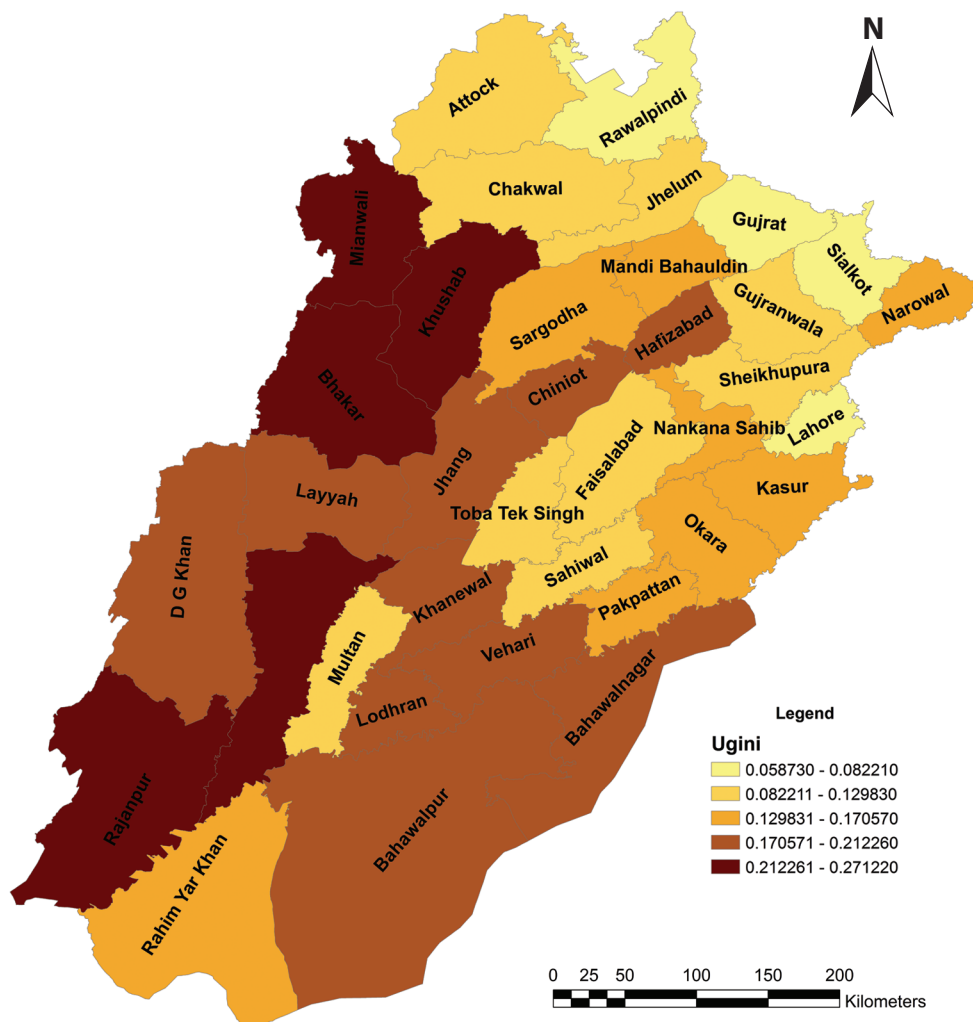 N
Attock
Rawalpindi
Chakwal
Jhelum
Mianwali
Gujrat
Sialkot
Mandi Bahauldin
Khushab
Narowal
Gujranwala
Sargodha
Hafizabad
Sheikhupura
Bhakar
Chiniot
Lahore
Nankana Sahib
Faisalabad
Jhang
Kasur
Layyah
Toba Tek Singh
Okara
D G Khan
Sahiwal
Khanewal
Pakpattan
Multan
Vehari
Bahawalnagar
Lodhran
Rajanpur
Bahawalpur
Rahim Yar Khan
Legend
Ugini
0.058730 - 0.082210
0.082211 - 0.129830
0.129831 - 0.170570
0.170571 - 0.212260
0.212261 - 0.271220
0 25 50 100 150 200
Kilometers